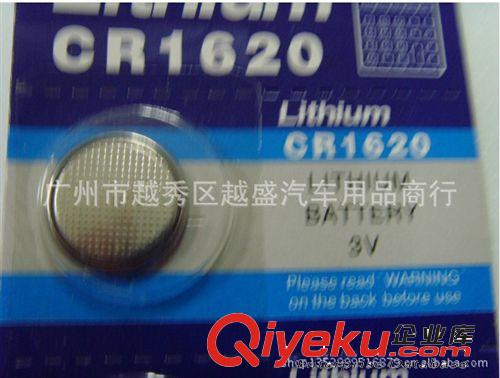 Lithium
CR1620
Lithium
CR1620
广州市越秀区越盛汽车用品商行
LITHIUM
BATTERY
3V
Please read WARNING
on the back before use
Qiyeku.com
企业库
Lithium